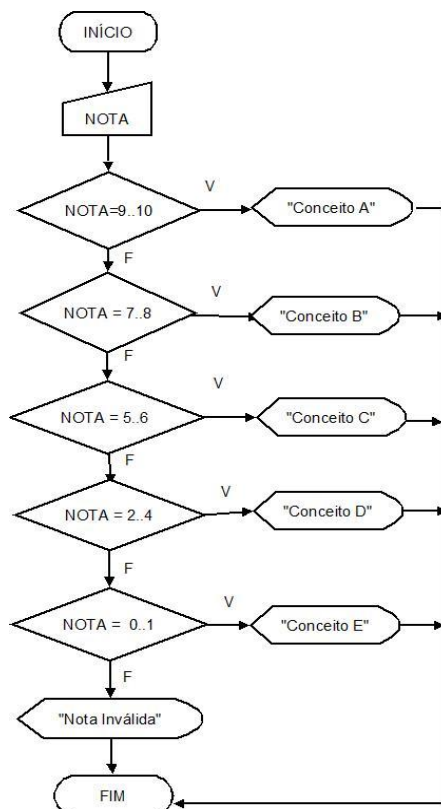 INÍCIO
NOTA
NOTA=9..10
V
"Conceito A"
F
NOTA = 7..8
V
"Conceito B"
F
NOTA = 5..6
V
"Conceito C"
F
NOTA = 2..4
V
"Conceito D"
F
NOTA = 0..1
V
"Conceito E"
F
"Nota Inválida"
FIM